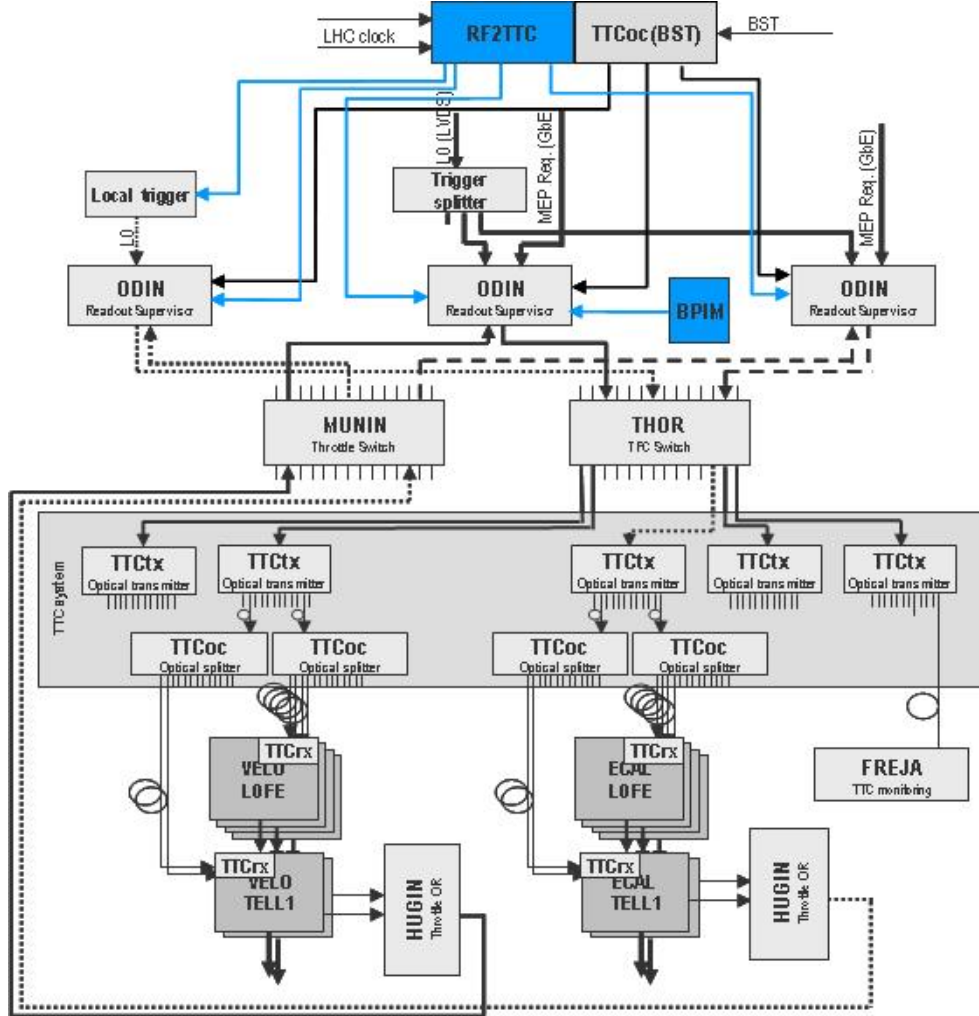 LHC clock
RF2TTC
TTCoc (BST)
BST
L0 (LVDS)
MEP Req. (GbE)
MEP Req. (GbE)
Local trigger
Trigger
splitter
L0
ODIN
Readout Supervisor
ODIN
Readout Supervisor
BPIM
ODIN
Readout Supervisor
MUNIN
Throttle Switch
THOR
TFC Switch
TTC system
TTCtx
Optical transmitter
TTCtx
Optical transmitter
TTCtx
Optical transmitter
TTCtx
Optical transmitter
TTCtx
Optical transmitter
TTCoc
Optical splitter
TTCoc
Optical splitter
TTCoc
Optical splitter
TTCoc
Optical splitter
TTCrx
VELO
L0FE
TTCrx
ECAL
L0FE
FREJA
TTC monitoring
TTCrx
VELO
TELL1
HUGIN
Throttle OR
TTCrx
ECAL
TELL1
HUGIN
Throttle OR